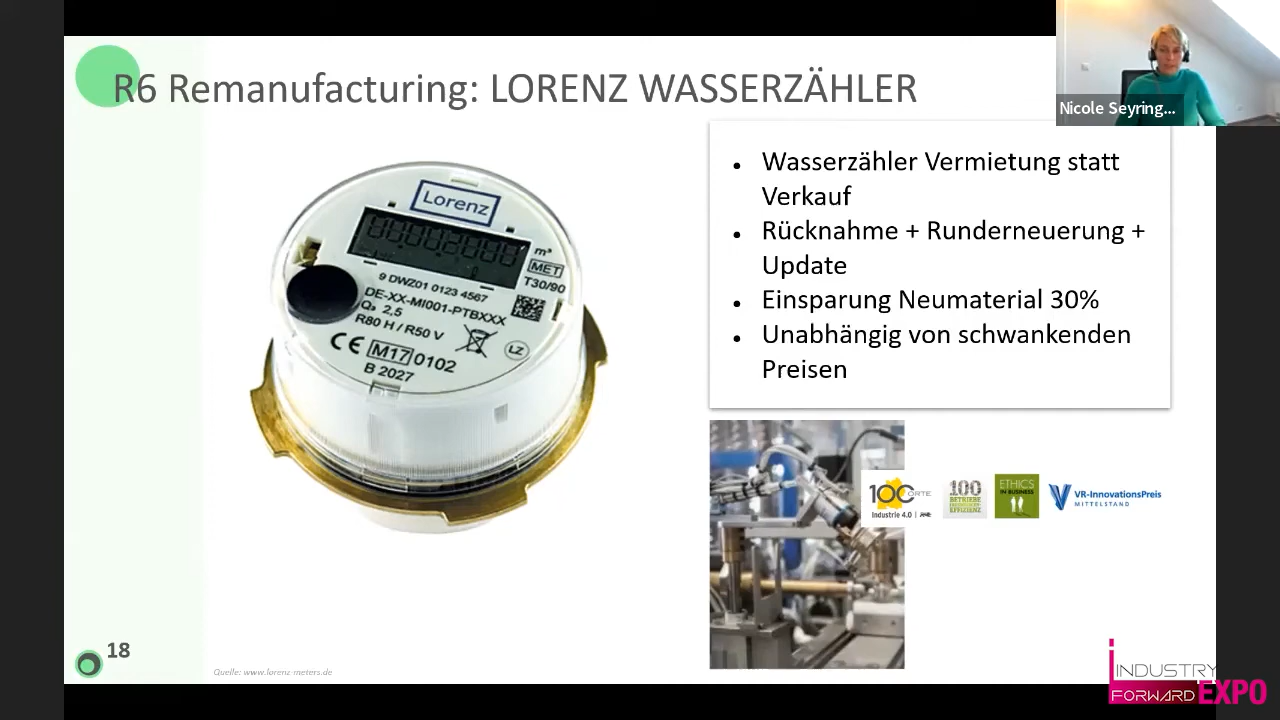 R6 Remanufacturing: LORENZ WASSERZÄHLER
Nicole Seyring...
• Wasserzähler Vermietung statt
Verkauf
• Rücknahme + Runderneuerung +
Update
• Einsparung Neumaterial 30%
• Unabhängig von schwankenden
Preisen
Lorenz
m³
MET
T30/90
9 DWZ01 0123 4567
DE-XX-MI001-PTBXXX
Q₃ 2,5
R80 H / R50 V
LZ
CE M17 0102
B 2027
100 ORTE
Industrie 4.0
100
BETRIEBE
EFFIZIENZ
ETHICS
IN BUSINESS
VR-InnovationsPreis
MITTELSTAND
18
Quelle: www.lorenz-meters.de
INDUSTRY
FORWARD EXPO